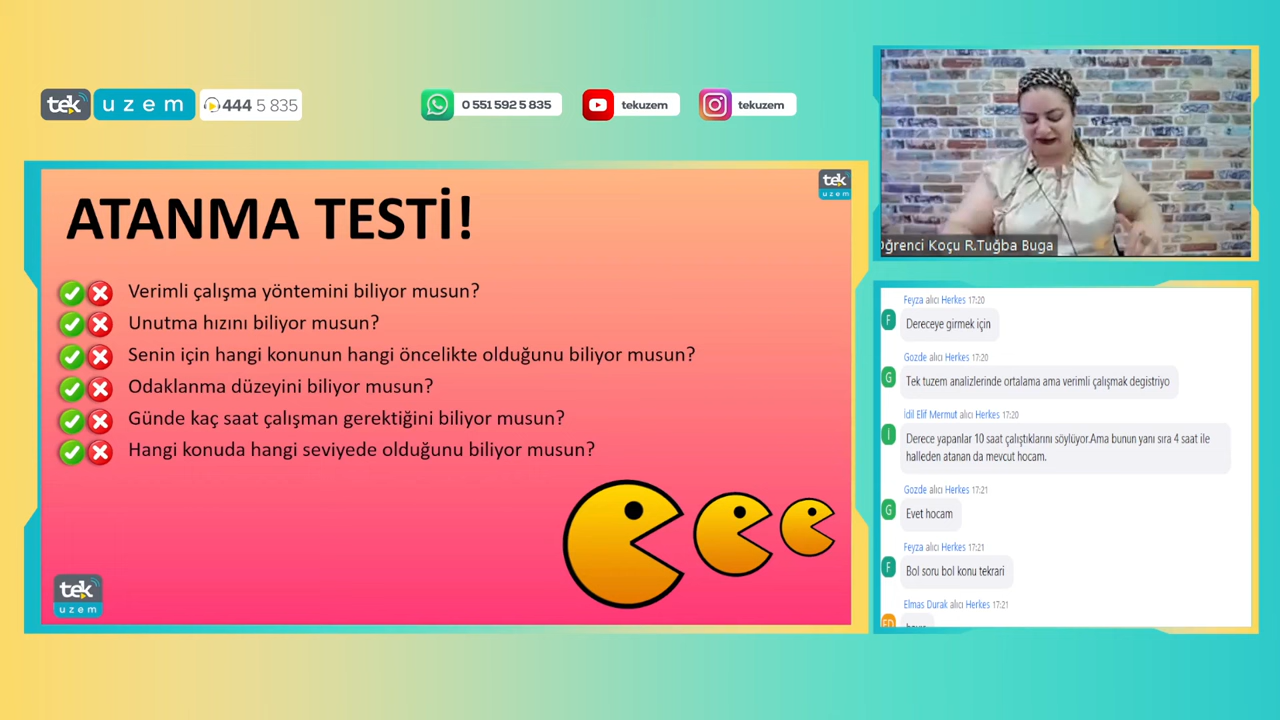 tek uzem 444 5 835
0 551 592 5 835
tekuzem
tekuzem
tek
uzem
ATANMA TESTİ!
Verimli çalışma yöntemini biliyor musun?
Unutma hızını biliyor musun?
Senin için hangi konunun hangi öncelikte olduğunu biliyor musun?
Odaklanma düzeyini biliyor musun?
Günde kaç saat çalışman gerektiğini biliyor musun?
Hangi konuda hangi seviyede olduğunu biliyor musun?
tek
uzem
Öğrenci Koçu R.Tuğba Buga
Feyza alıcı Herkes 17:20
F
Dereceye girmek için
Gozde alıcı Herkes 17:20
G
Tek tuzem analizlerinde ortalama ama verimli çalışmak degistriyo
Idil Elif Mermut alıcı Herkes 17:20
I
Derece yapanlar 10 saat çalıştıklarını söylüyor.Ama bunun yanı sıra 4 saat ile
halleden atanan da mevcut hocam.
Gozde alıcı Herkes 17:21
G
Evet hocam
Feyza alıcı Herkes 17:21
F
Bol soru bol konu tekrari
Elmas Durak alıcı Herkes 17:21
ED